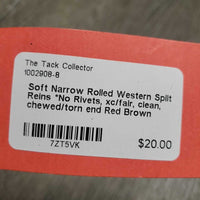 The Tack Collector
1002908-8
Soft Narrow Rolled Western Split
Reins *No Rivets, xc/fair, clean,
chewed/torn end Red Brown
7ZT5VK
$20.00